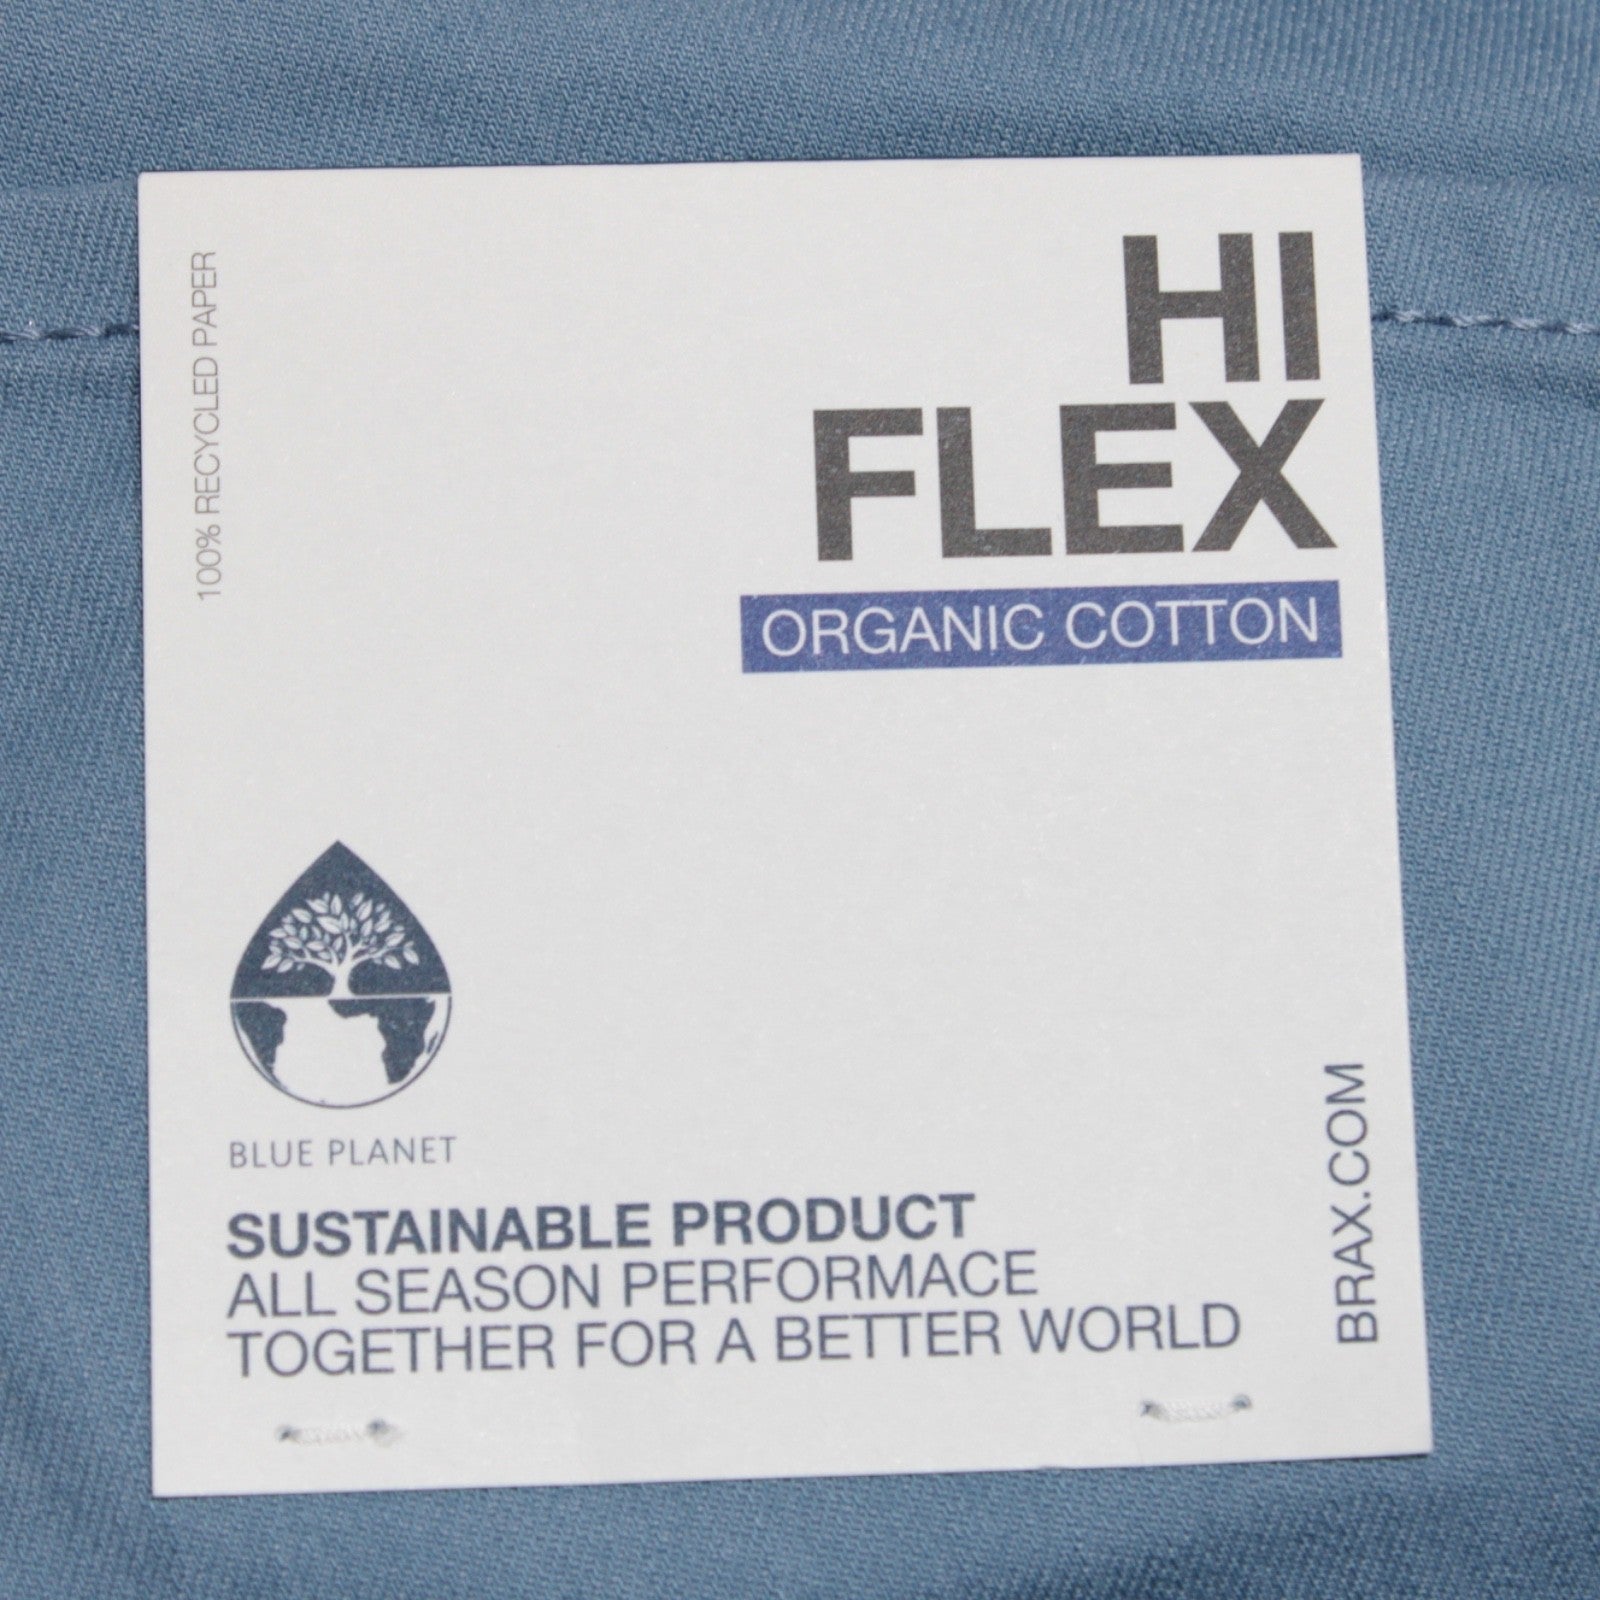 100% RECYCLED PAPER
HI
FLEX
ORGANIC COTTON
BLUE PLANET
SUSTAINABLE PRODUCT
ALL SEASON PERFORMACE
TOGETHER FOR A BETTER WORLD
BRAX.COM